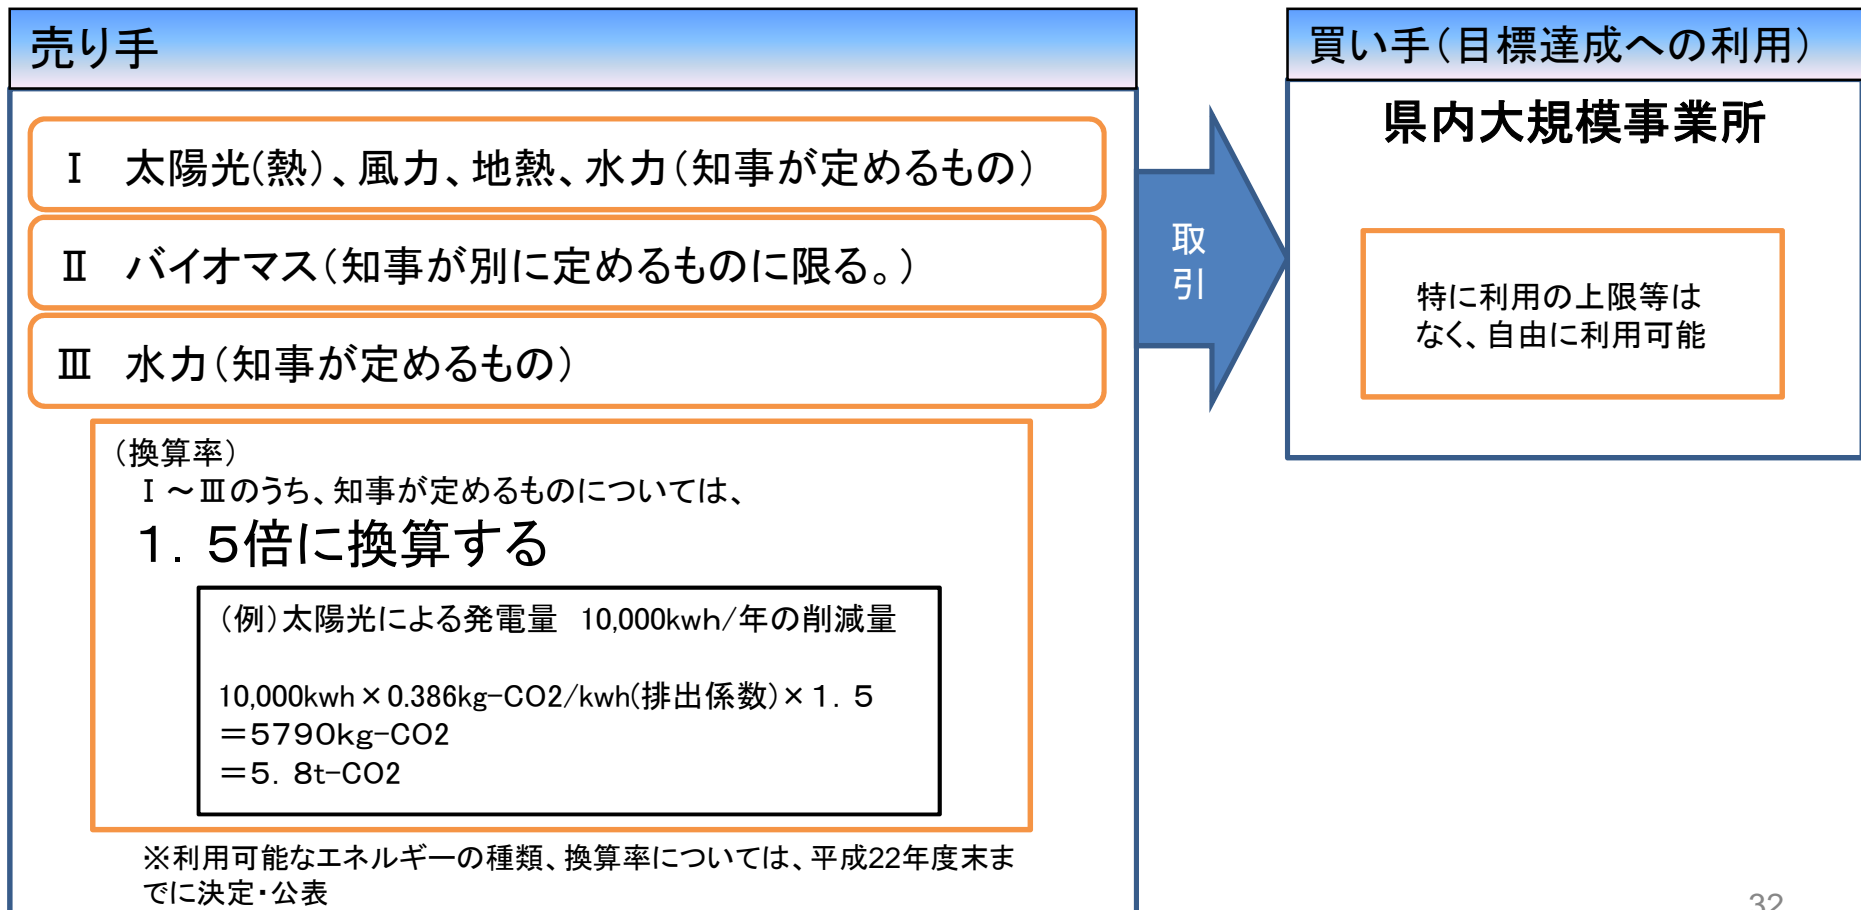 売り手
Ⅰ　太陽光(熱)、風力、地熱、水力(知事が定めるもの)
Ⅱ　バイオマス(知事が別に定めるものに限る。)
Ⅲ　水力(知事が定めるもの)
(換算率)
Ⅰ～Ⅲのうち、知事が定めるものについては、
１．５倍に換算する
(例)太陽光による発電量　10,000kwh/年の削減量
10,000kwh×0.386kg-CO2/kwh(排出係数)×１．５
＝５７９０kg-CO2
＝５．８t-CO2
※利用可能なエネルギーの種類、換算率については、平成22年度末ま
でに決定・公表
取
引
買い手(目標達成への利用)
県内大規模事業所
特に利用の上限等は
なく、自由に利用可能
32